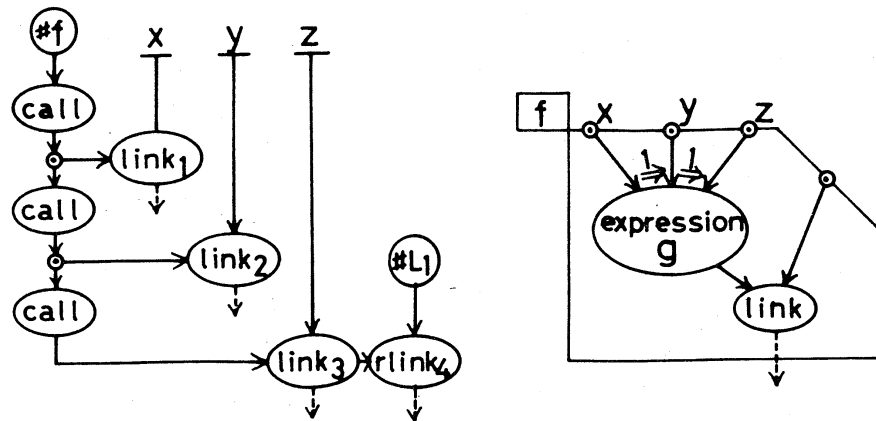 #f
x
y
z
call
link1
call
link2
#L1
call
link3
rlink4
f
x
y
z
1
1
expression
g
link